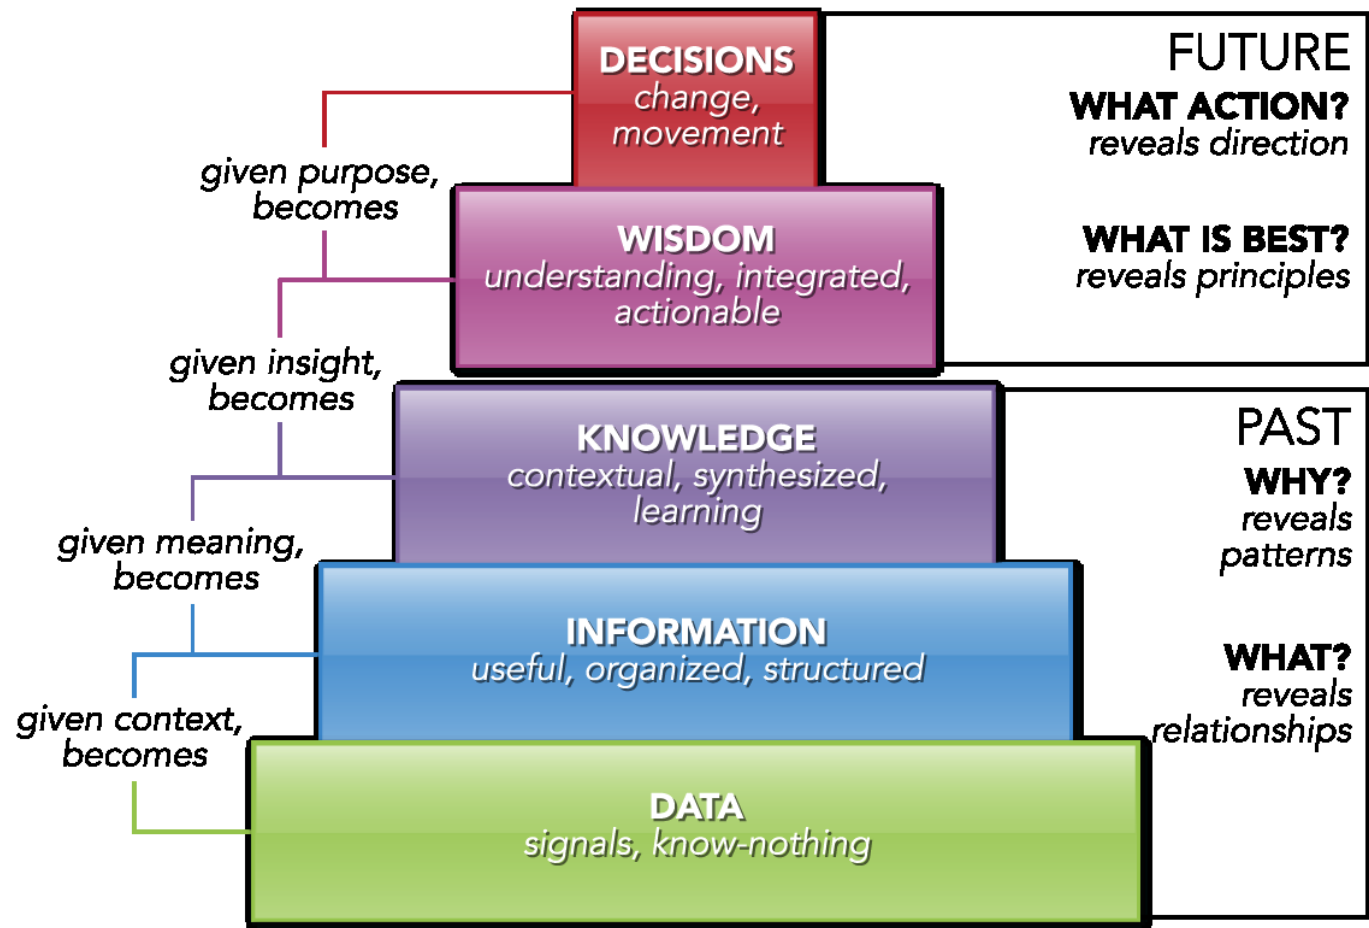 DECISIONS
change,
movement
FUTURE
WHAT ACTION?
reveals direction
given purpose,
becomes
WISDOM
understanding, integrated,
actionable
WHAT IS BEST?
reveals principles
given insight,
becomes
KNOWLEDGE
contextual, synthesized,
learning
PAST
WHY?
reveals
patterns
given meaning,
becomes
INFORMATION
useful, organized, structured
WHAT?
reveals
relationships
given context,
becomes
DATA
signals, know-nothing